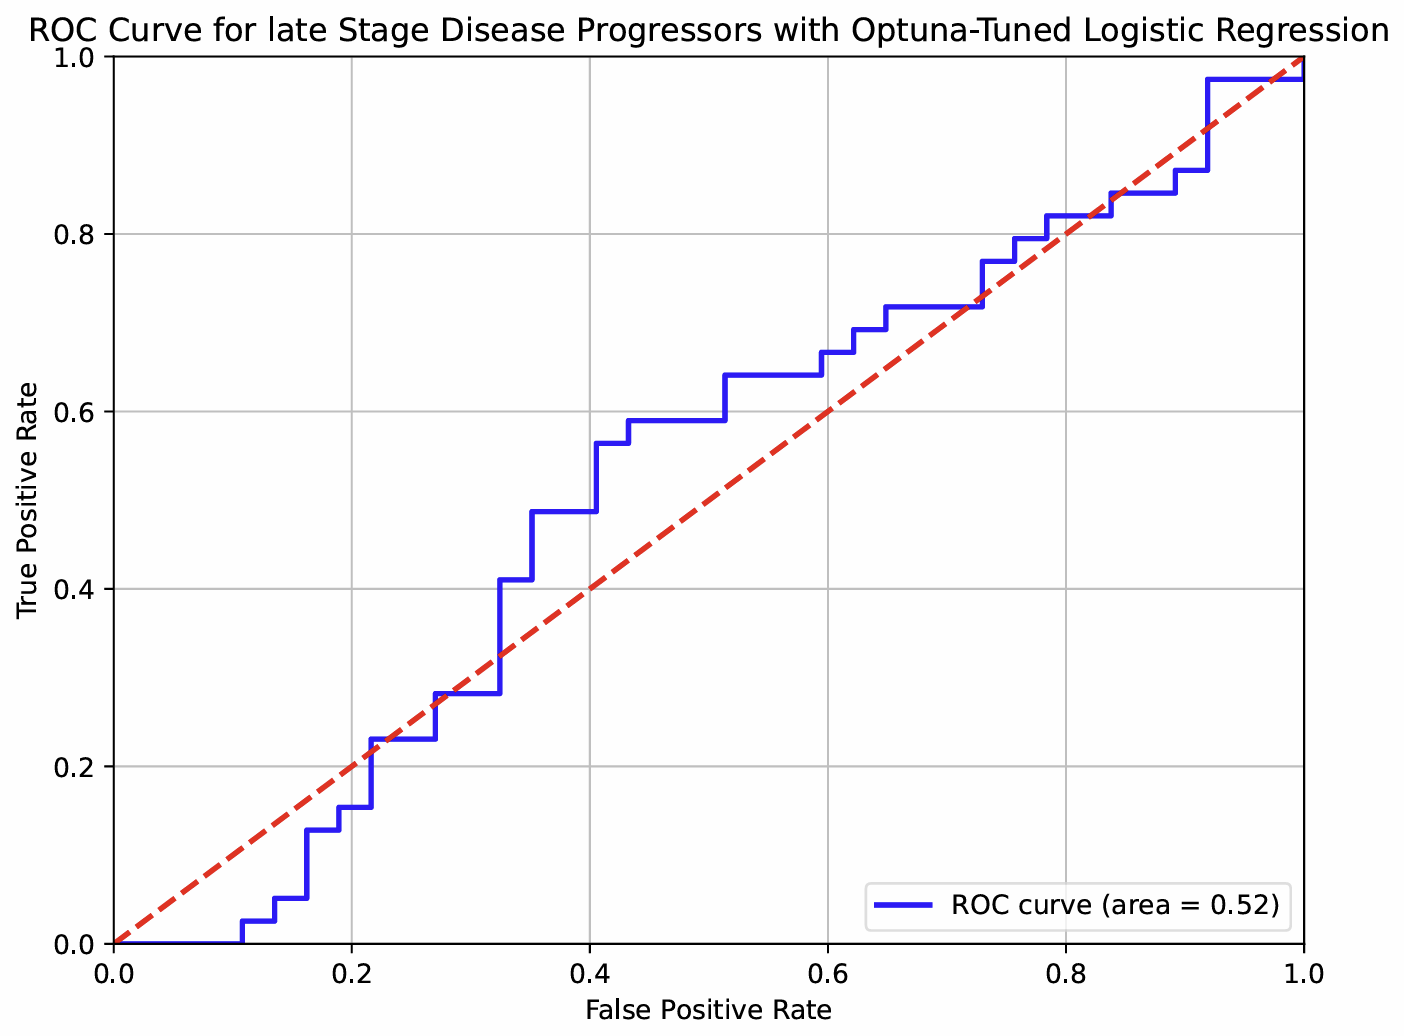 ROC Curve for late Stage Disease Progressors with Optuna-Tuned Logistic Regression
1.0
0.8
0.6
0.4
0.2
0.0
True Positive Rate
ROC curve (area = 0.52)
0.0 0.2 0.4 0.6 0.8 1.0
False Positive Rate